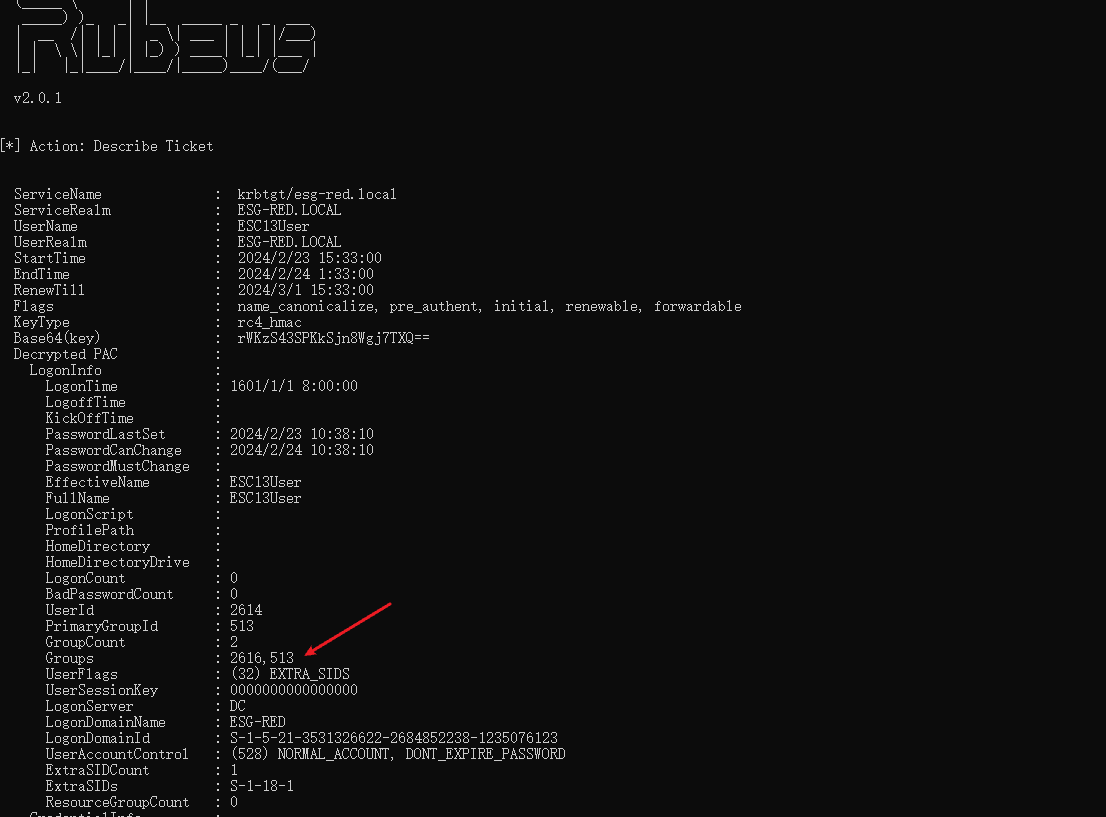 Rubeus
v2.0.1
[*] Action: Describe Ticket
ServiceName : krbtgt/esg-red.local
ServiceRealm : ESG-RED.LOCAL
UserName : ESC13User
UserRealm : ESG-RED.LOCAL
StartTime : 2024/2/23 15:33:00
EndTime : 2024/2/24 1:33:00
RenewTill : 2024/3/1 15:33:00
Flags : name_canonicalize, pre_authent, initial, renewable, forwardable
KeyType : rc4_hmac
Base64(key) : rWKzS43SPKkSjn8Wgj7TXQ==
Decrypted PAC :
LogonInfo :
LogonTime : 1601/1/1 8:00:00
LogoffTime :
KickOffTime :
PasswordLastSet : 2024/2/23 10:38:10
PasswordCanChange : 2024/2/24 10:38:10
PasswordMustChange :
EffectiveName : ESC13User
FullName : ESC13User
LogonScript :
ProfilePath :
HomeDirectory :
HomeDirectoryDrive :
LogonCount : 0
BadPasswordCount : 0
UserId : 2614
PrimaryGroupId : 513
GroupCount : 2
Groups : 2616,513
UserFlags : (32) EXTRA_SIDS
UserSessionKey : 0000000000000000
LogonServer : DC
LogonDomainName : ESG-RED
LogonDomainId : S-1-5-21-3531326622-2684852238-1235076123
UserAccountControl : (528) NORMAL_ACCOUNT, DONT_EXPIRE_PASSWORD
ExtraSIDCount : 1
ExtraSIDs : S-1-18-1
ResourceGroupCount : 0